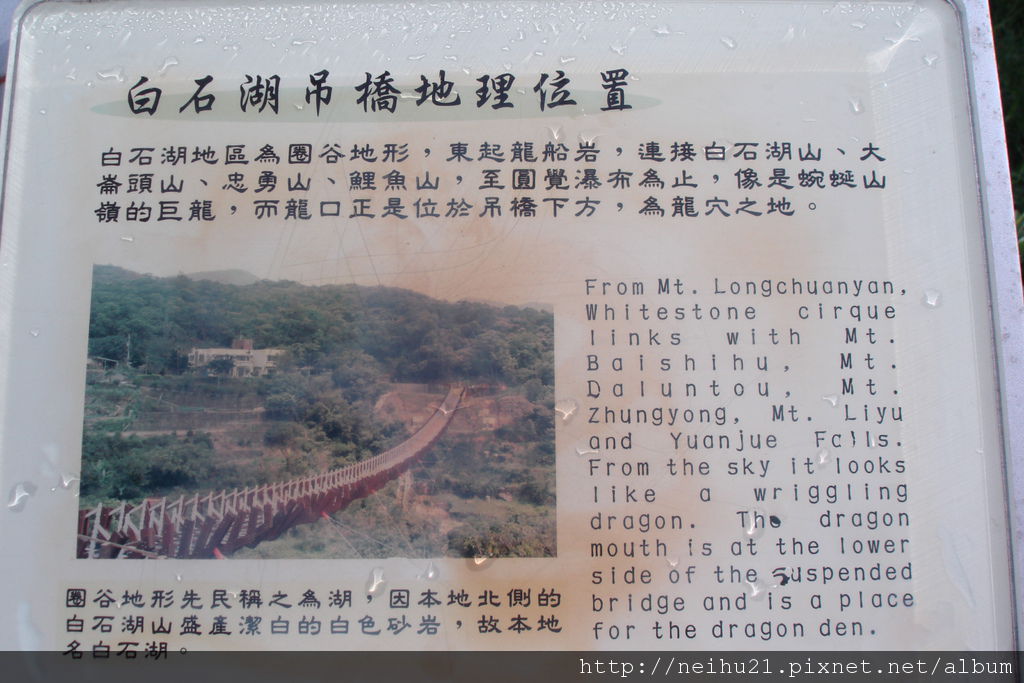 白石湖吊橋地理位置
白石湖地區為圈谷地形，東起龍船岩，連接白石湖山、大
崙頭山、忠勇山、鯉魚山，至圓覺瀑布為止，像是蜿蜒山
嶺的巨龍，而龍口正是位於吊橋下方，為龍穴之地。
From Mt. Longchuanyan,
Whitestone cirque
links with Mt.
Baishihu, Mt.
Daluntou, Mt.
Zhungyong, Mt. Liyu
and Yuanjue Falls.
From the sky it looks
like a wriggling
dragon. The dragon
mouth is at the lower
side of the suspended
bridge and is a place
for the dragon den.
圈谷地形先民稱之為湖，因本地北側的
白石湖山盛產潔白的白色砂岩，故本地
名白石湖。
http://neihu21.pixnet.net/album